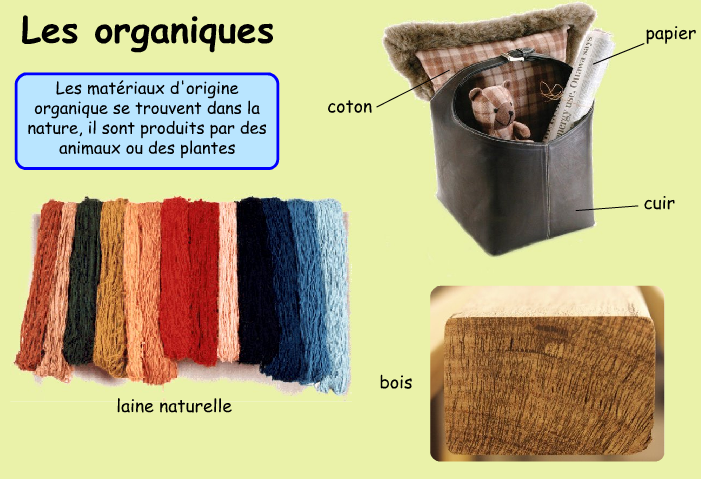 Les organiques
Les matériaux d'origine
organique se trouvent dans la
nature, il sont produits par des
animaux ou des plantes
papier
coton
cuir
bois
laine naturelle